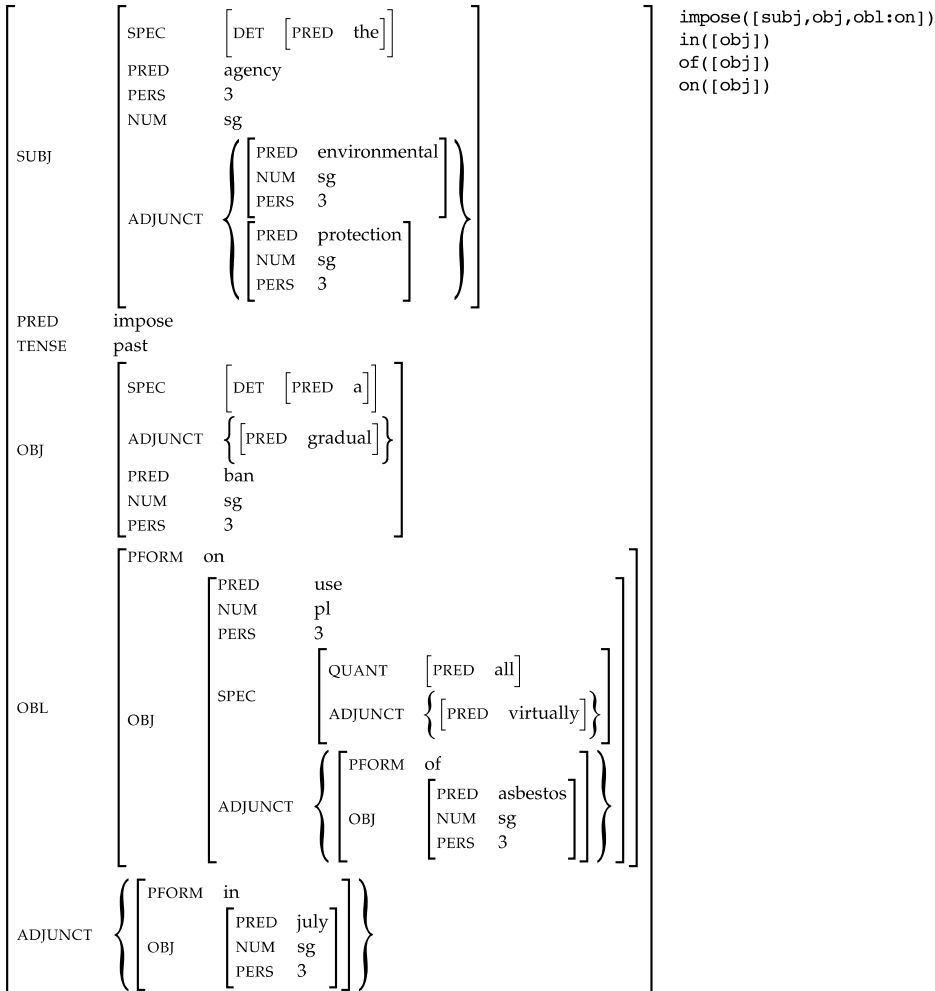 SPEC DET PRED the
PRED agency
PERS 3
NUM sg
SUBJ
PRED environmental
NUM sg
PERS 3
ADJUNCT
PRED protection
NUM sg
PERS 3
PRED impose
TENSE past
SPEC DET PRED a
ADJUNCT PRED gradual
OBJ
PRED ban
NUM sg
PERS 3
PFORM on
PRED use
NUM pl
PERS 3
QUANT PRED all
SPEC
ADJUNCT PRED virtually
OBL
OBJ
PFORM of
PRED asbestos
ADJUNCT
OBJ NUM sg
PERS 3
PFORM in
PRED july
ADJUNCT
OBJ NUM sg
PERS 3
impose([subj,obj,obl:on])
in([obj])
of([obj])
on([obj])